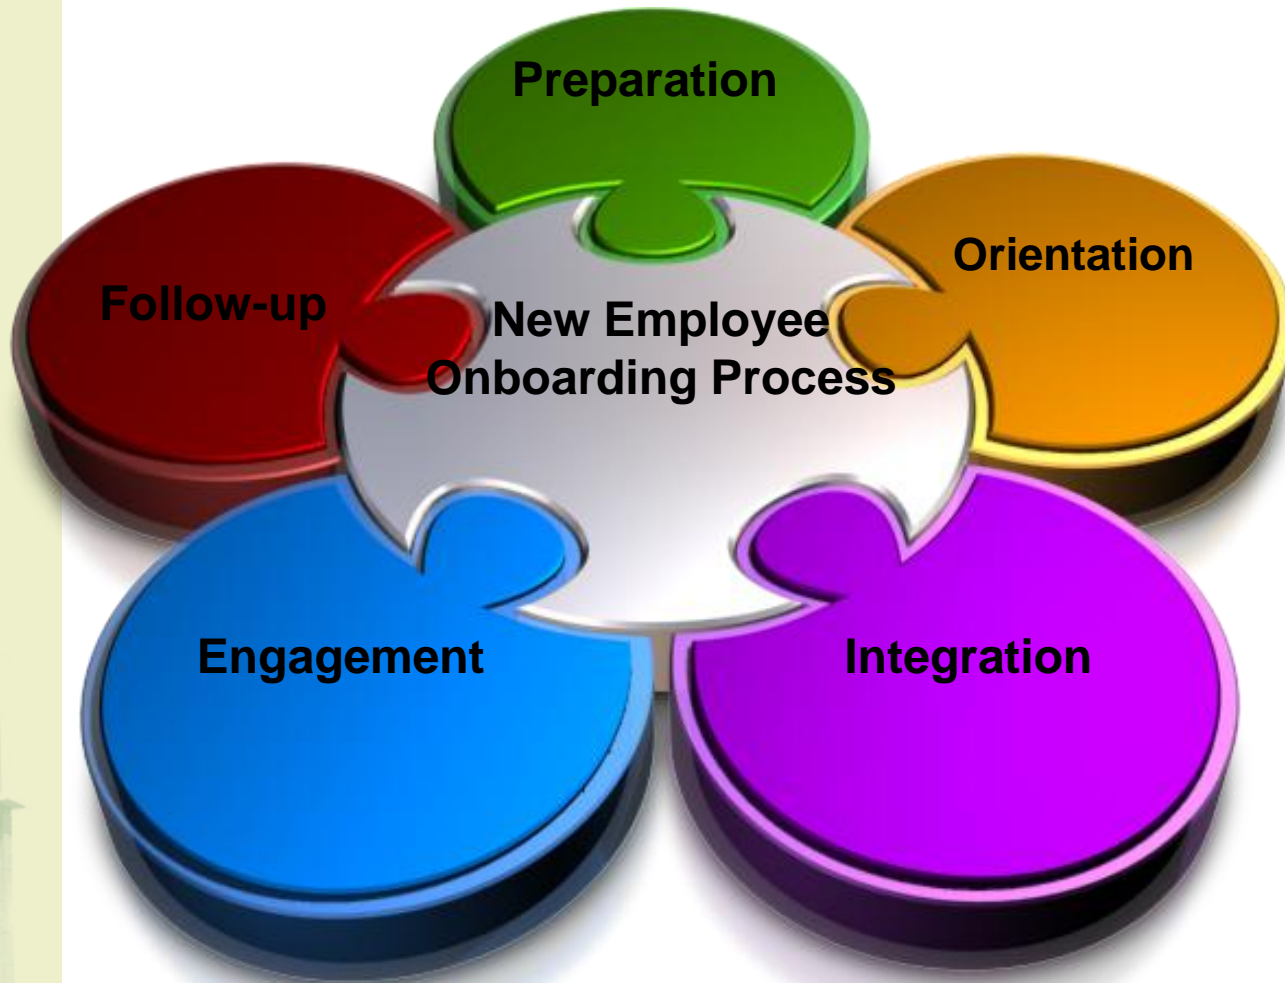 Preparation
Orientation
Follow-up
New Employee
Onboarding Process
Engagement
Integration